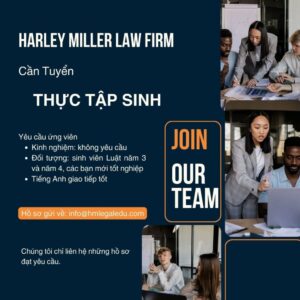 HARLEY MILLER LAW FIRM
Cần Tuyển
THỰC TẬP SINH
Yêu cầu ứng viên
• Kinh nghiệm: không yêu cầu
• Đối tượng: sinh viên Luật năm 3
và năm 4, các bạn mới tốt nghiệp
• Tiếng Anh giao tiếp tốt
Hồ sơ gửi về: info@hmlegaledu.com
Chúng tôi chỉ liên hệ những hồ sơ
đạt yêu cầu.
JOIN
OUR
TEAM